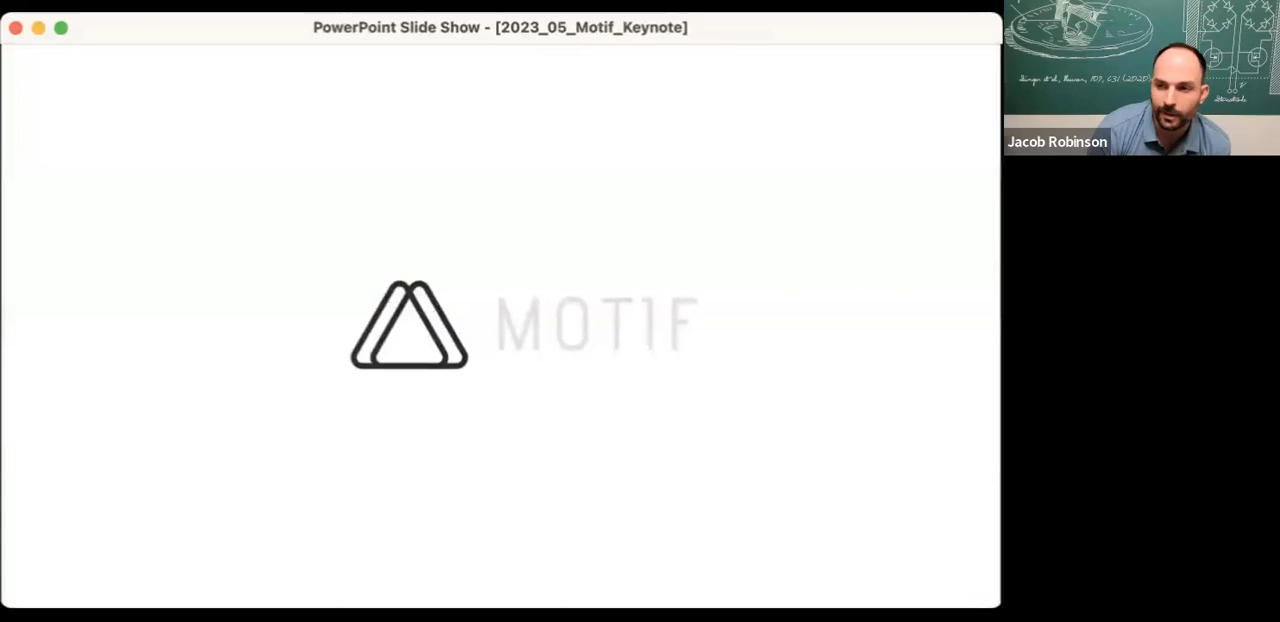 PowerPoint Slide Show - [2023_05_Motif_Keynote]
MOTIF
Jacob Robinson